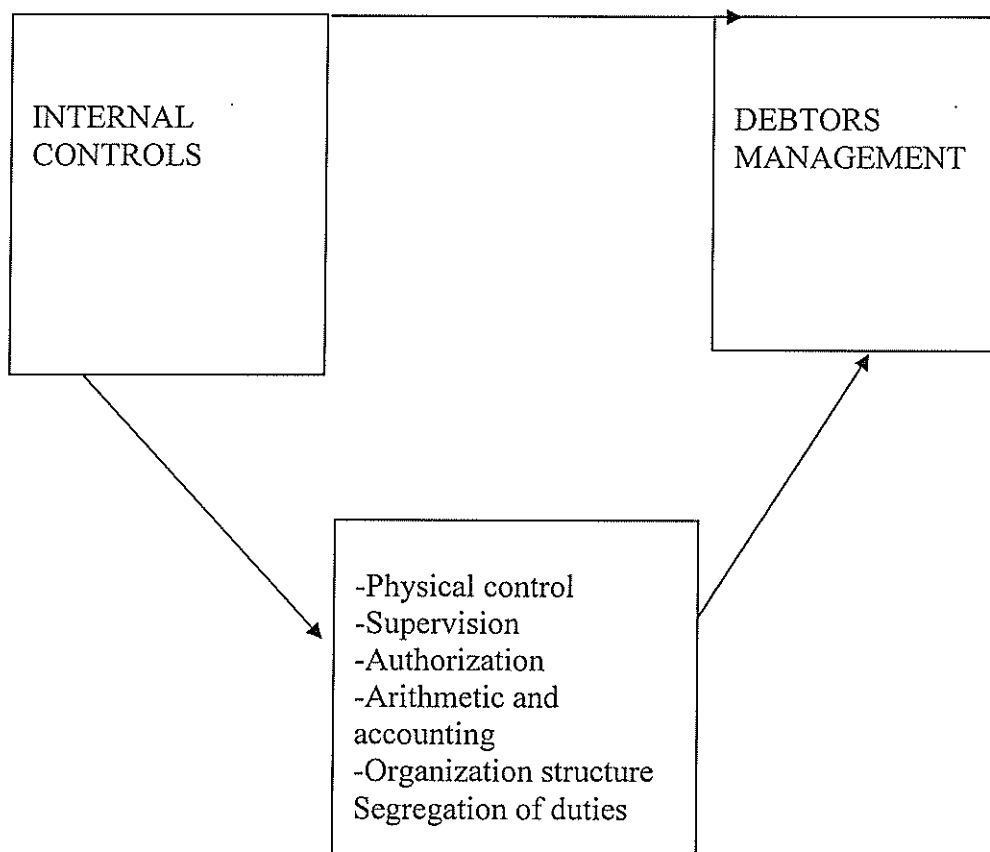 INTERNAL
CONTROLS
DEBTORS
MANAGEMENT
-Physical control
-Supervision
-Authorization
-Arithmetic and
accounting
-Organization structure
Segregation of duties